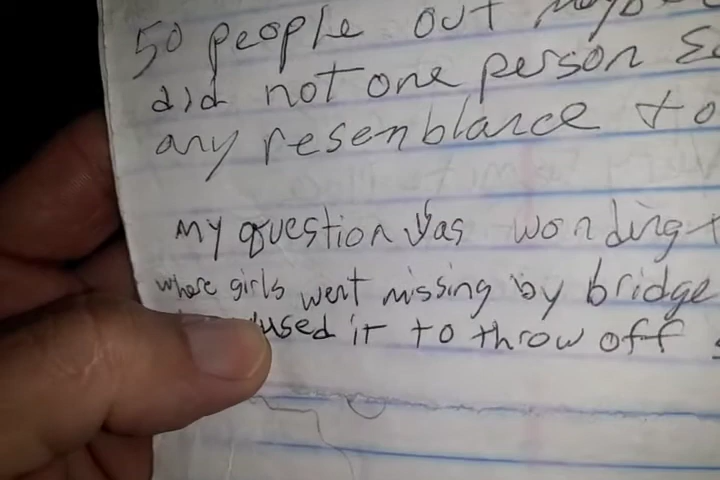 50 people out
did not one person
any resenblance to
My question was wonding
where girls went missing by bridge
used it to throw off